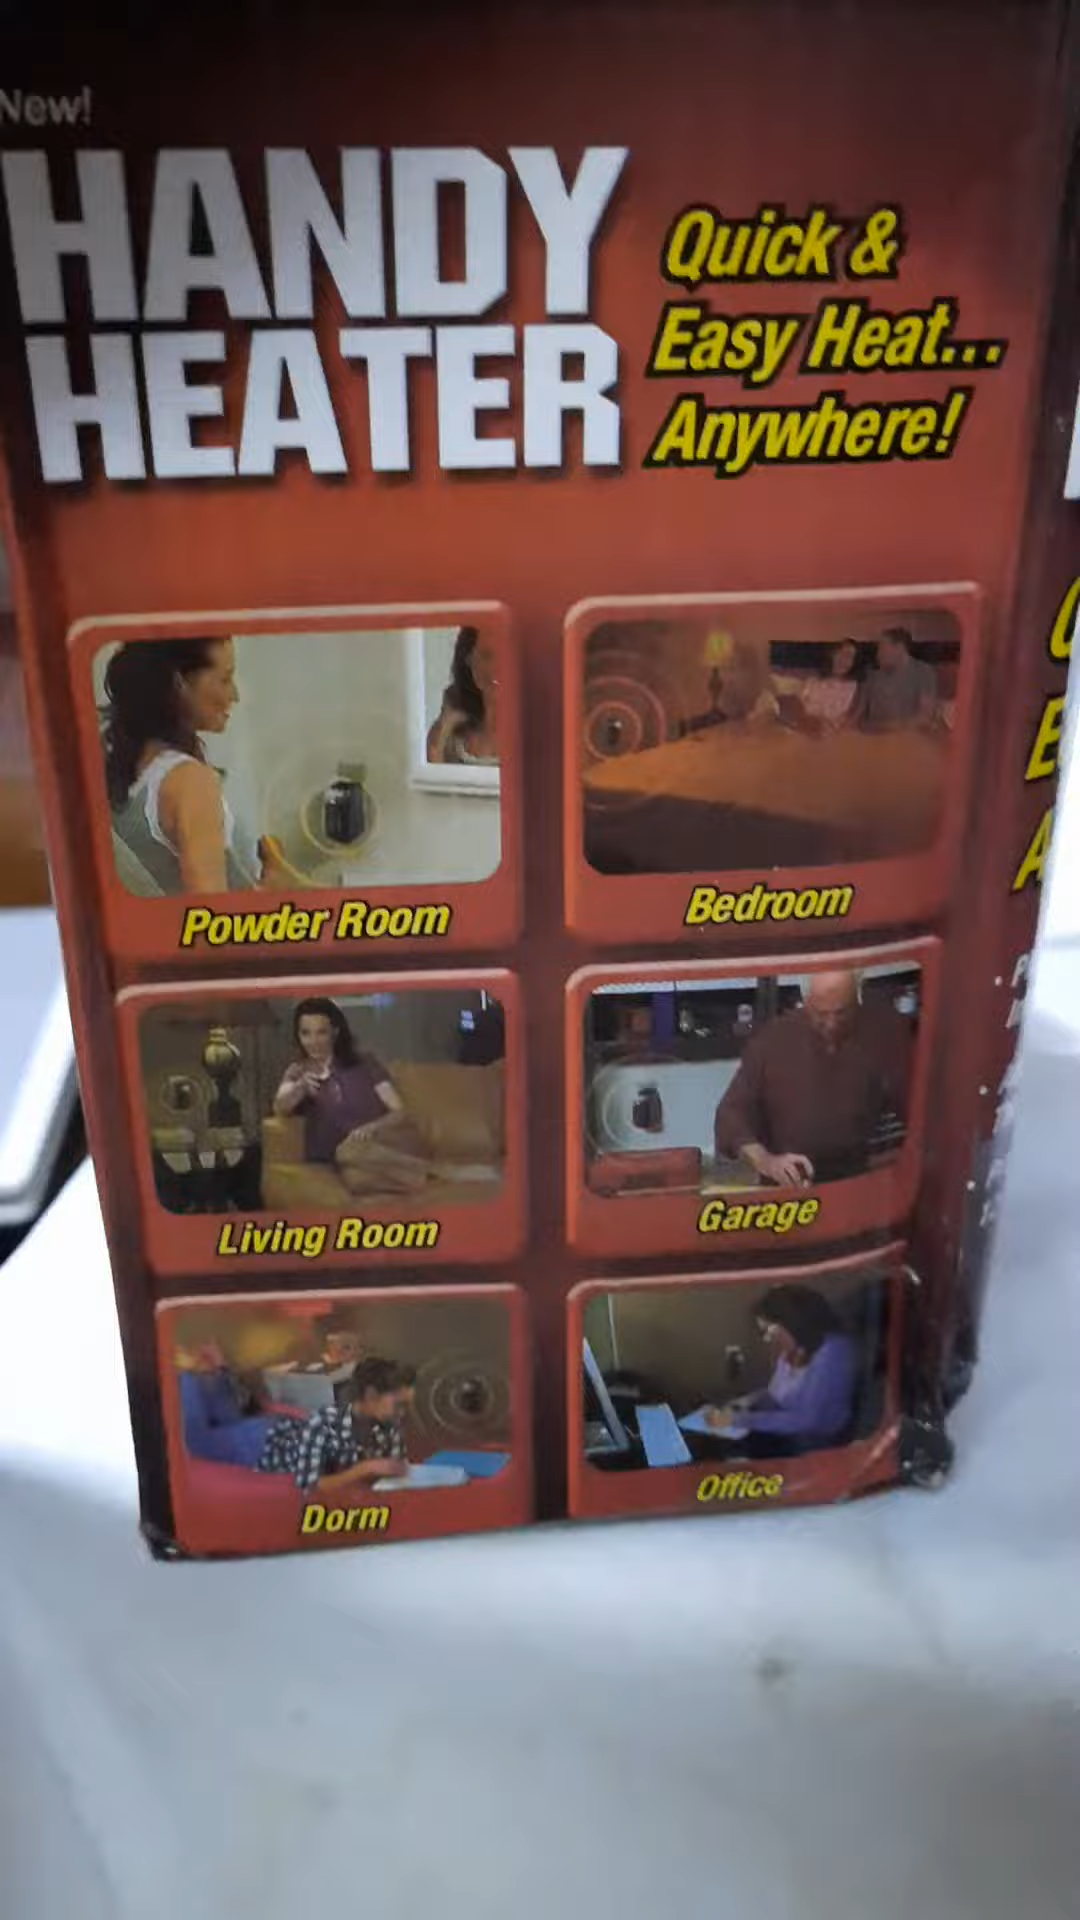 New!
HANDY
HEATER
Quick &
Easy Heat...
Anywhere!
Powder Room
Bedroom
Living Room
Garage
Dorm
Office